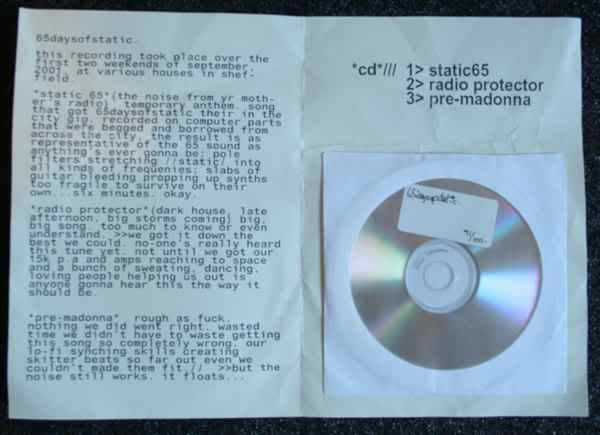 65daysofstatic.
this recording took place over the
first two weekends of september,
2001, at various houses in shef-
field.
*static 65*(the noise from yr moth-
er's radio)  temporary anthem. song
that got 65daysofstatic their in the
city gig. recorded on computer parts
that were begged and borrowed from
across the city. the result is as
representative of the 65 sound as
anything's ever gonna be; pole
filters stretching //static/ into
all kinds of frequenies; slabs of
guitar bleeding propping up synths
too fragile to survive on their
own...six minutes. okay.
*radio protector*(dark house, late
afternoon, big storms coming) big,
big song. too much to know or even
understand. >>we got it down the
best we could. no-one's really heard
this tune yet. not until we got our
15k p.a and amps reaching to space
and a bunch of sweating, dancing,
loving people helping us out is
anyone gonna hear this the way it
should be.
*pre-madonna*  rough as fuck.
nothing we did went right. wasted
time we didn't have to waste getting
this song so completely wrong. our
lo-fi synching skills creating
skitter beats so far out even we
couldn't made them fit.//  >>but the
noise still works. it floats...
*cd*/// 1> static65
2> radio protector
3> pre-madonna